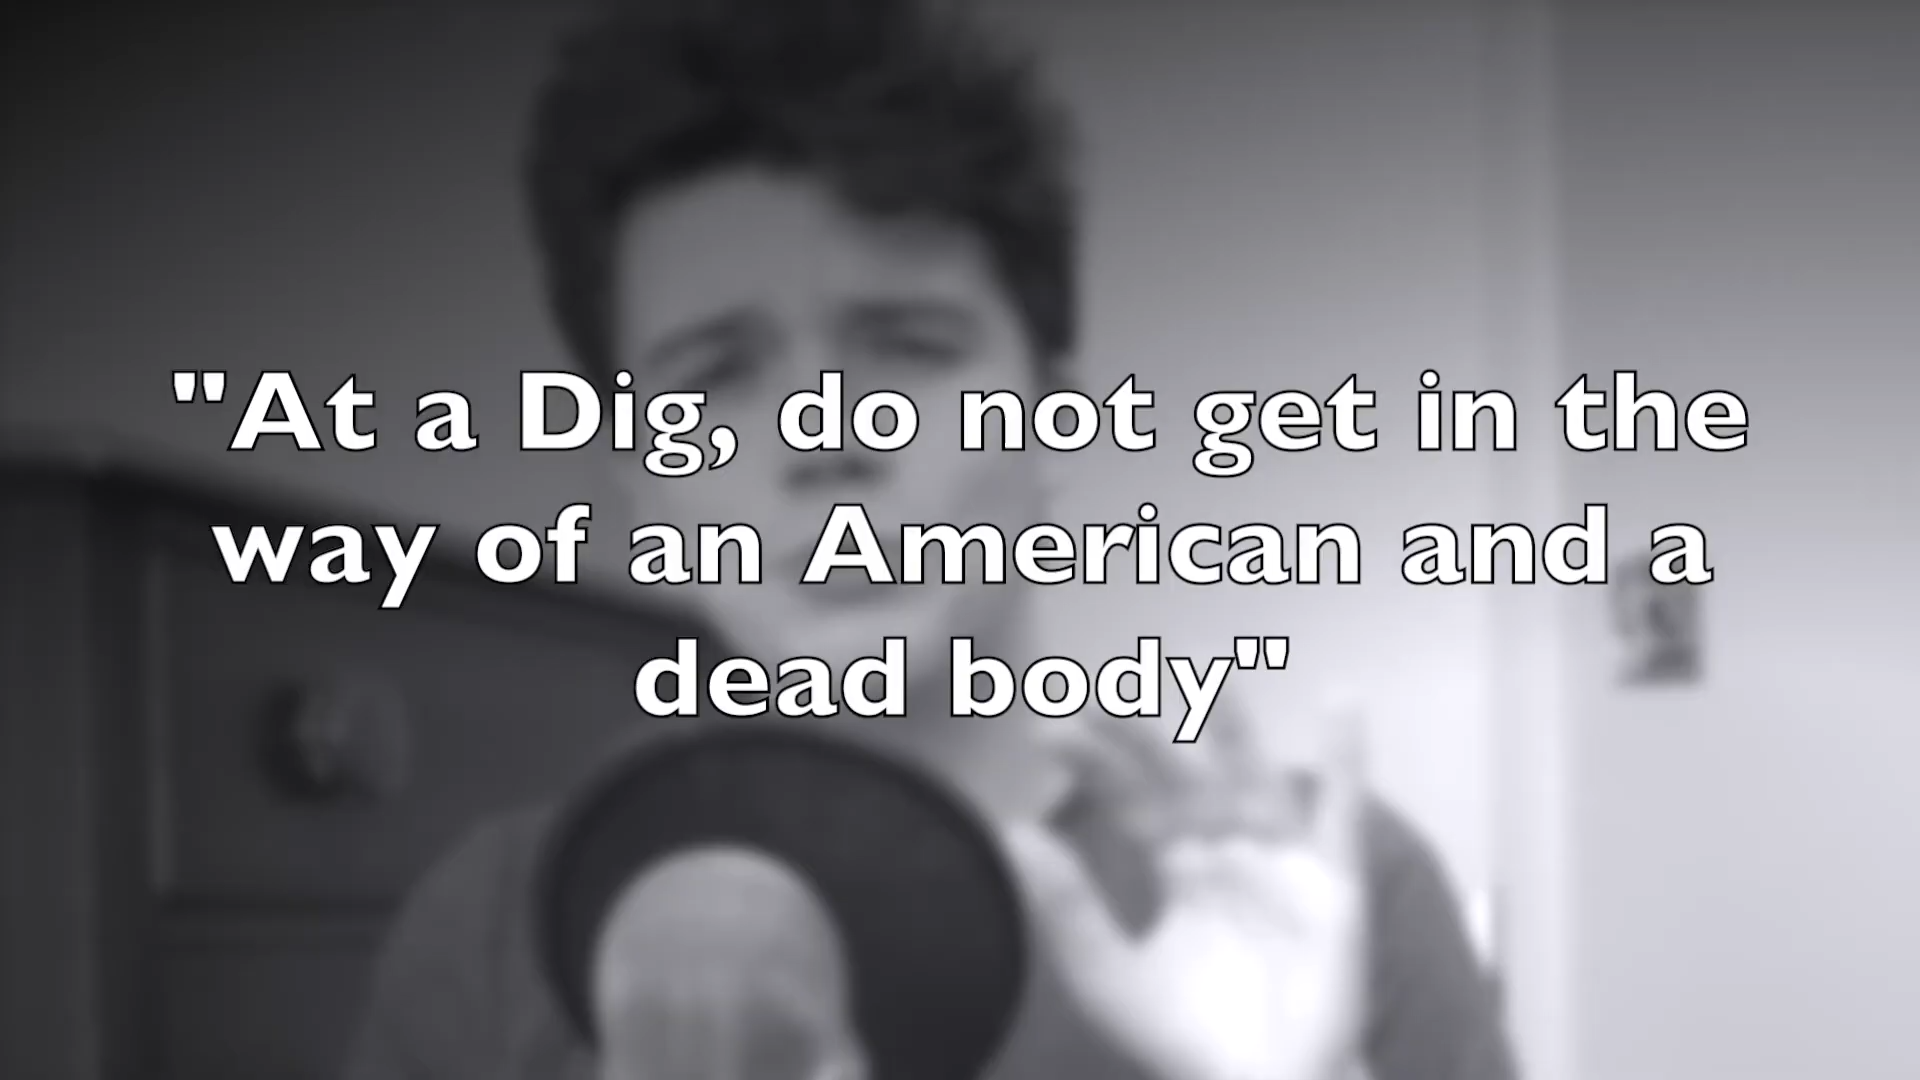 "At a Dig, do not get in the
way of an American and a
dead body"